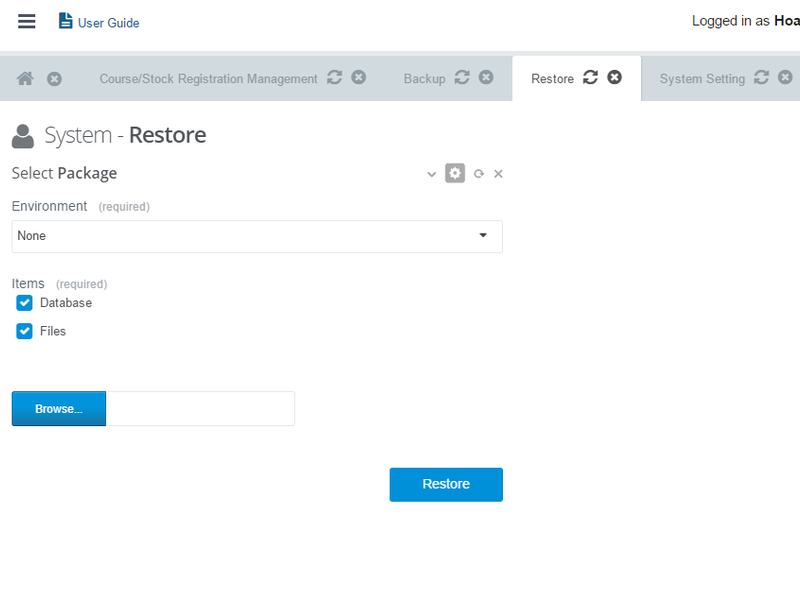 User Guide
Logged in as Hoa
Course/Stock Registration Management
Backup
Restore
System Setting
System - Restore
Select Package
Environment (required)
None
Items (required)
Database
Files
Browse...
Restore